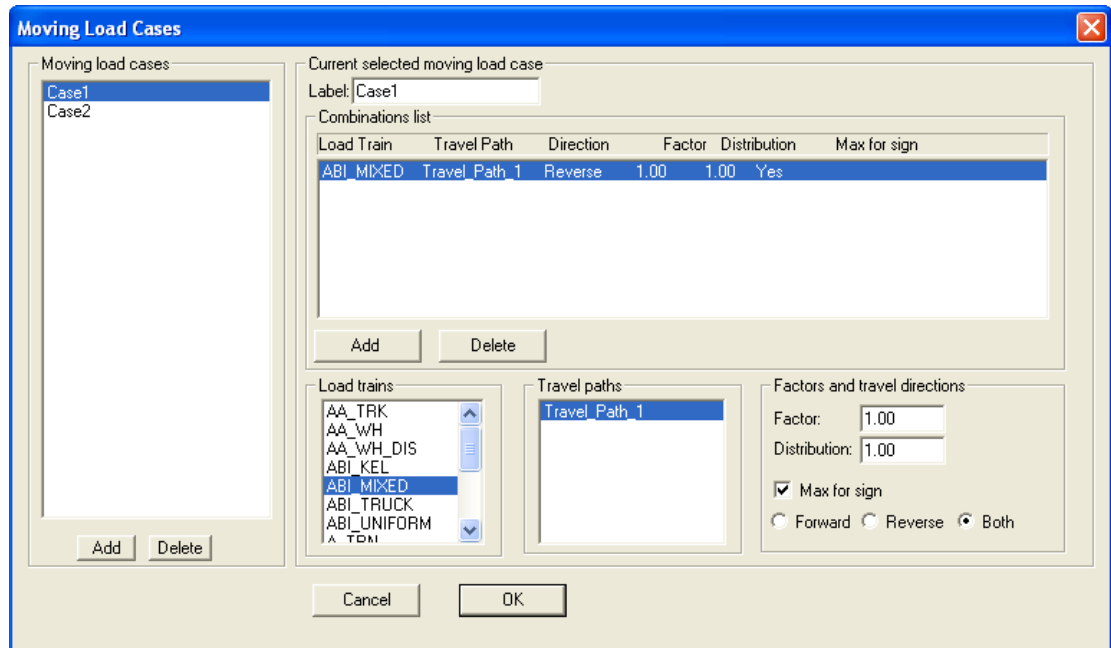 Moving Load Cases
Moving load cases
Case1
Case2
Add Delete
Current selected moving load case
Label: Case1
Combinations list
Load Train Travel Path Direction Factor Distribution Max for sign
ABI_MIXED Travel_Path_1 Reverse 1.00 1.00 Yes
Add Delete
Load trains
AA_TRK
AA_WH
AA_WH_DIS
ABI_KEL
ABI_MIXED
ABI_TRUCK
ABI_UNIFORM
A_TRN
Travel paths
Travel_Path_1
Factors and travel directions
Factor: 1.00
Distribution: 1.00
Max for sign
Forward Reverse Both
Cancel OK